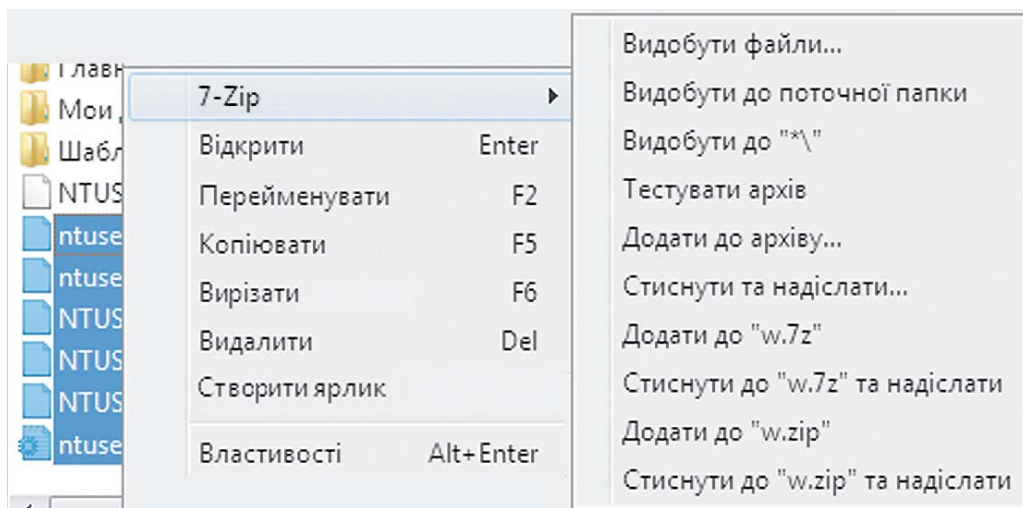 Мои
NTUS
ntuse
ntuse
NTUS
NTUS
NTUS
ntuse
7-Zip
Відкрити Enter
Перейменувати F2
Копіювати F5
Вирізати F6
Видалити Del
Створити ярлик
Властивості Alt+Enter
Видобути файли...
Видобути до поточної папки
Видобути до "*\"
Тестувати архів
Додати до архіву...
Стиснути та надіслати...
Додати до "w.7z"
Стиснути до "w.7z" та надіслати
Додати до "w.zip"
Стиснути до "w.zip" та надіслати